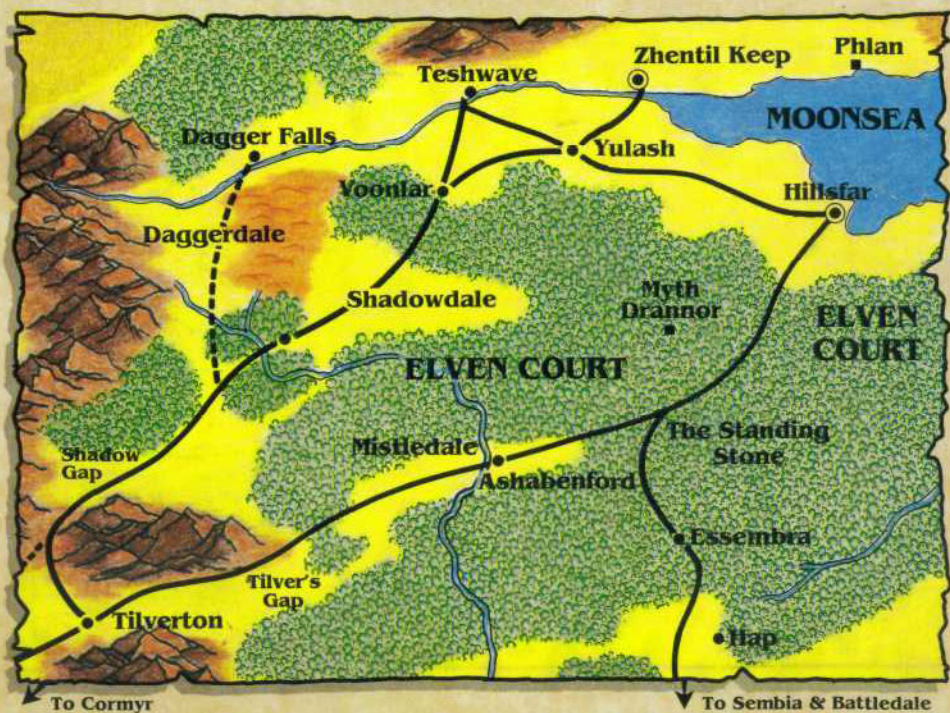 Zhentil Keep
Phlan
Teshwave
MOONSEA
Dagger Falls
Yulash
Voonlar
Hillsfar
Daggerdale
Myth
Drannor
Shadowdale
ELVEN
COURT
ELVEN COURT
The Standing
Stone
Mistledale
Shadow
Gap
Ashabenford
Essembra
Tilver's
Gap
Tilverton
Hap
To Cormyr
To Sembia & Battledale